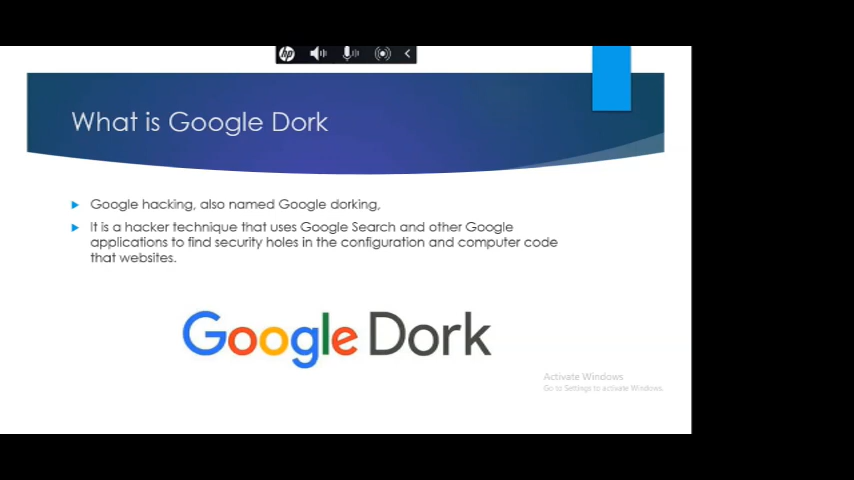 hp
What is Google Dork
Google hacking, also named Google dorking,
It is a hacker technique that uses Google Search and other Google
applications to find security holes in the configuration and computer code
that websites.
Google Dork
Activate Windows
Go to Settings to activate Windows.